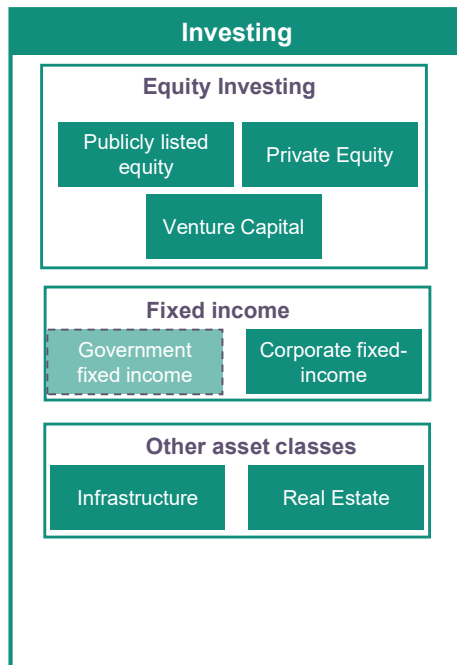 Investing
Equity Investing
Publicly listed
equity
Private Equity
Venture Capital
Fixed income
Government
fixed income
Corporate fixed-
income
Other asset classes
Infrastructure
Real Estate